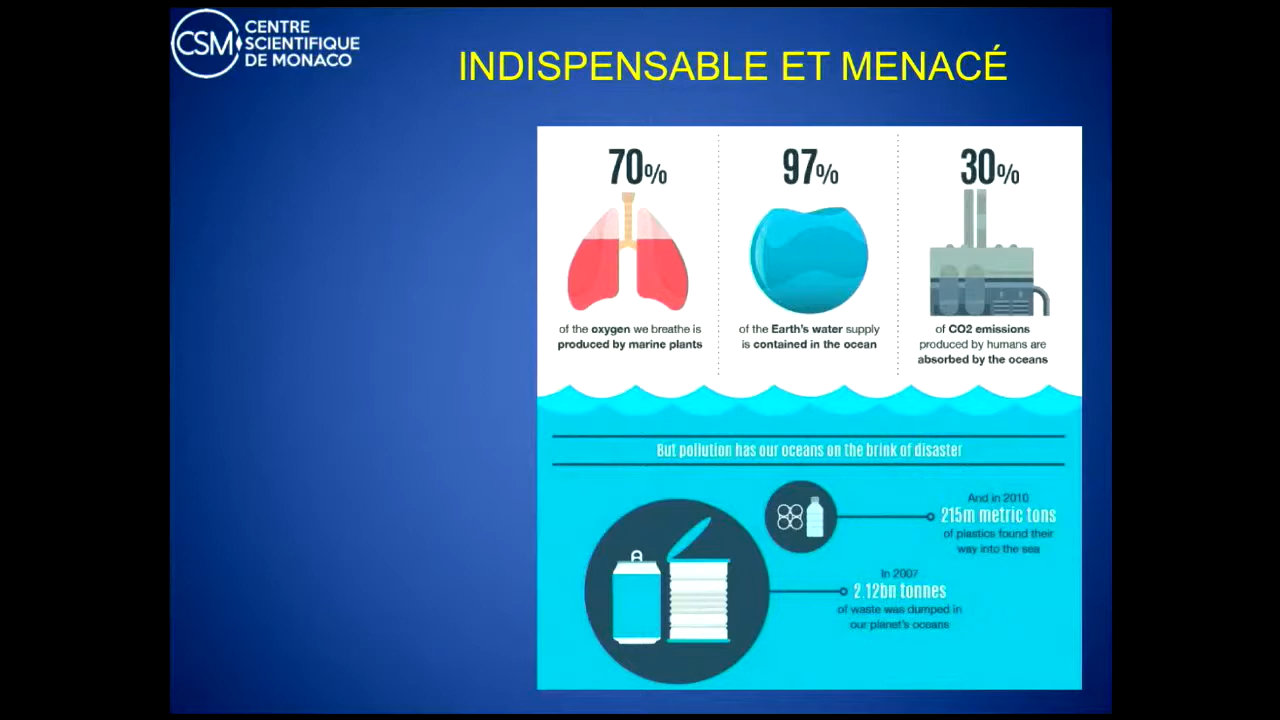 CSM
CENTRE
SCIENTIFIQUE
DE MONACO
INDISPENSABLE ET MENACÉ
70%
of the oxygen we breathe is
produced by marine plants
97%
of the Earth's water supply
is contained in the ocean
30%
of CO2 emissions
produced by humans are
absorbed by the oceans
But pollution has our oceans on the brink of disaster
And in 2010
215m metric tons
of plastics found their
way into the sea
In 2007
2.12bn tonnes
of waste was dumped in
our planet's oceans